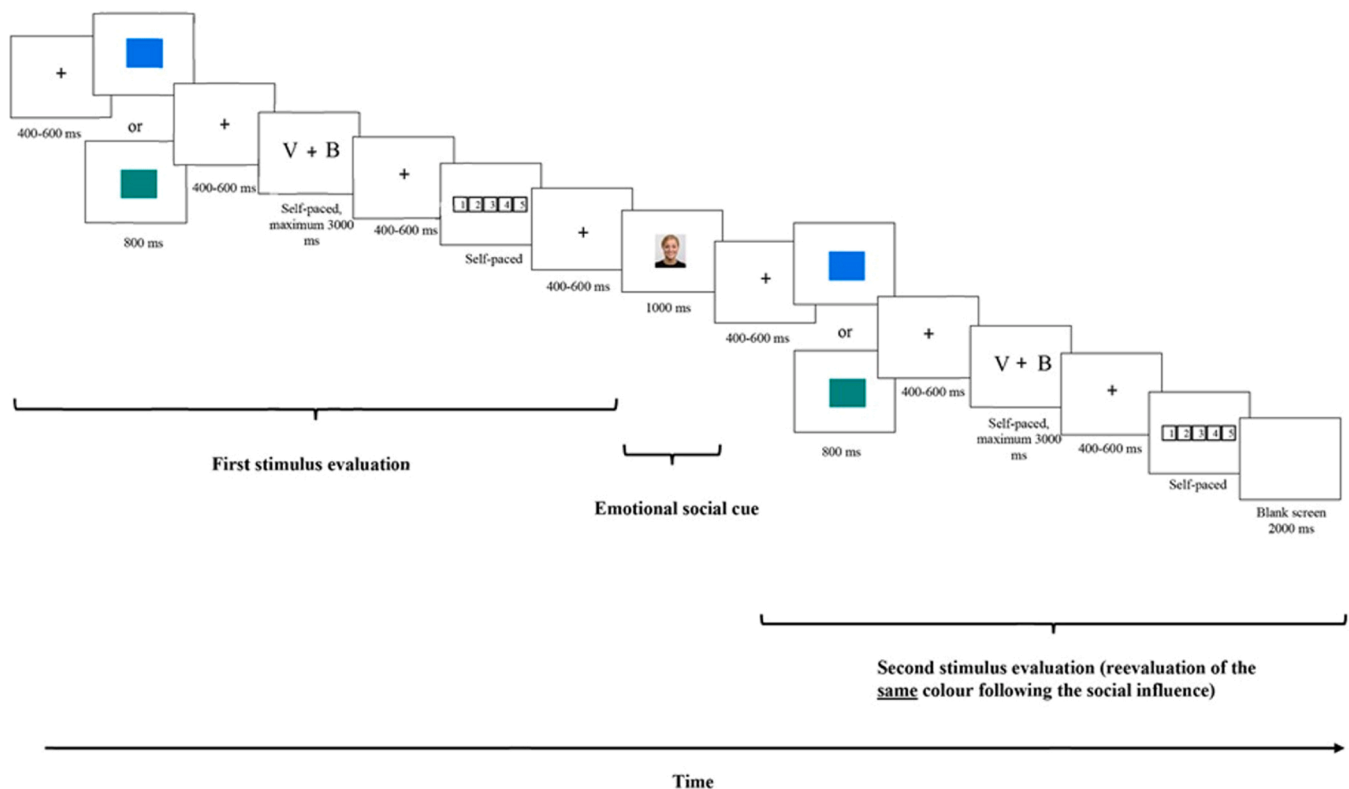 +
400-600 ms
or
800 ms
+
400-600 ms
V + B
Self-paced,
maximum 3000
ms
+
400-600 ms
1 2 3 4 5
Self-paced
+
400-600 ms
1000 ms
+
400-600 ms
or
800 ms
+
400-600 ms
V + B
Self-paced,
maximum 3000
ms
+
400-600 ms
1 2 3 4 5
Self-paced
Blank screen
2000 ms
First stimulus evaluation
Emotional social cue
Second stimulus evaluation (reevaluation of the
same colour following the social influence)
Time